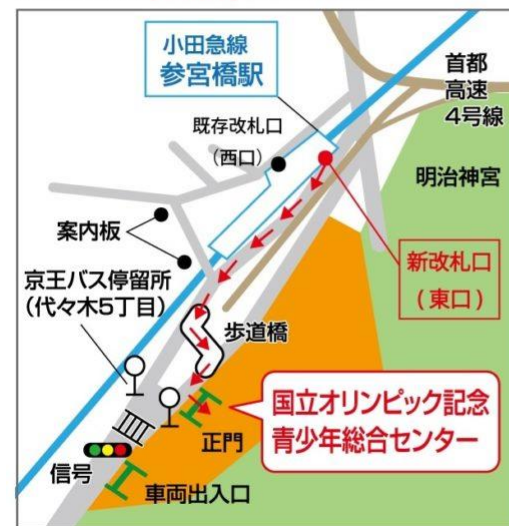 小田急線
参宮橋駅
首都
高速
4号線
既存改札口
(西口)
明治神宮
案内板
新改札口
(東口)
京王バス停留所
(代々木5丁目)
歩道橋
国立オリンピック記念
青少年総合センター
正門
信号
車両出入口